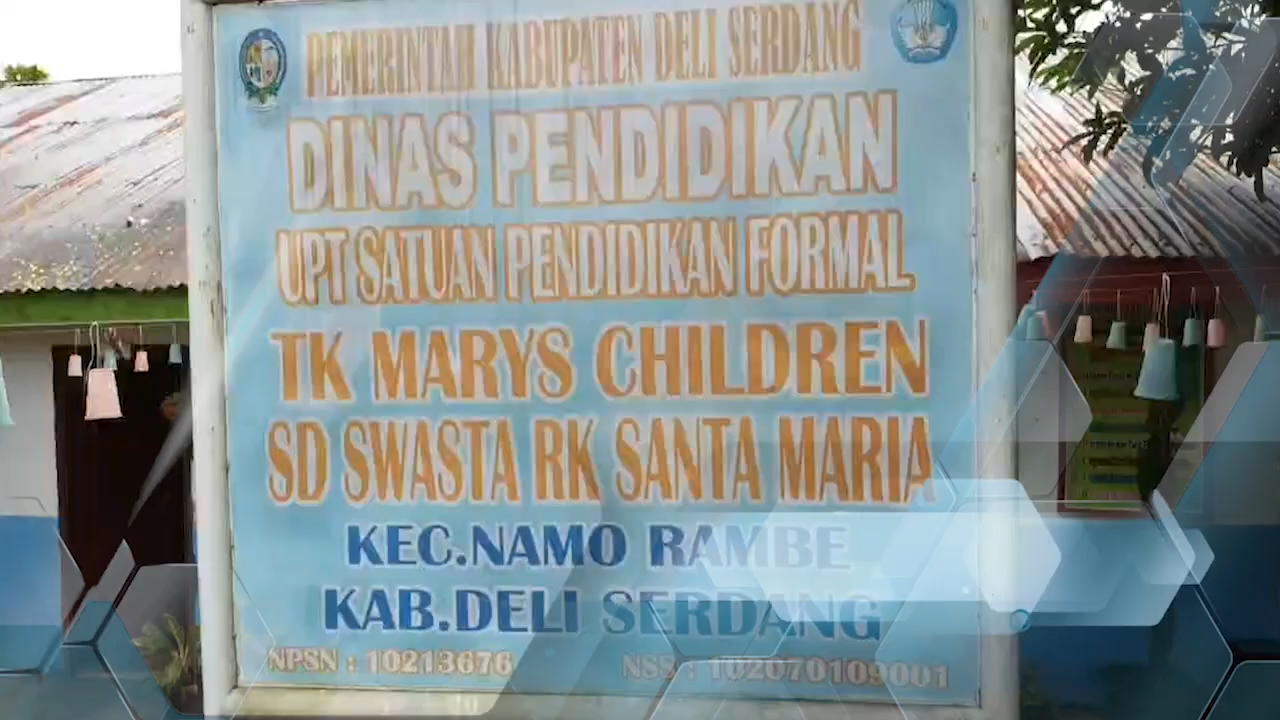 PEMERINTAH KABUPATEN DELI SERDANG
DINAS PENDIDIKAN
UPT SATUAN PENDIDIKAN FORMAL
TK MARYS CHILDREN
SD SWASTA RK SANTA MARIA
KEC.NAMO RAMBE
KAB.DELI SERDANG
NPSN : 10213676 NSS : 102070109001